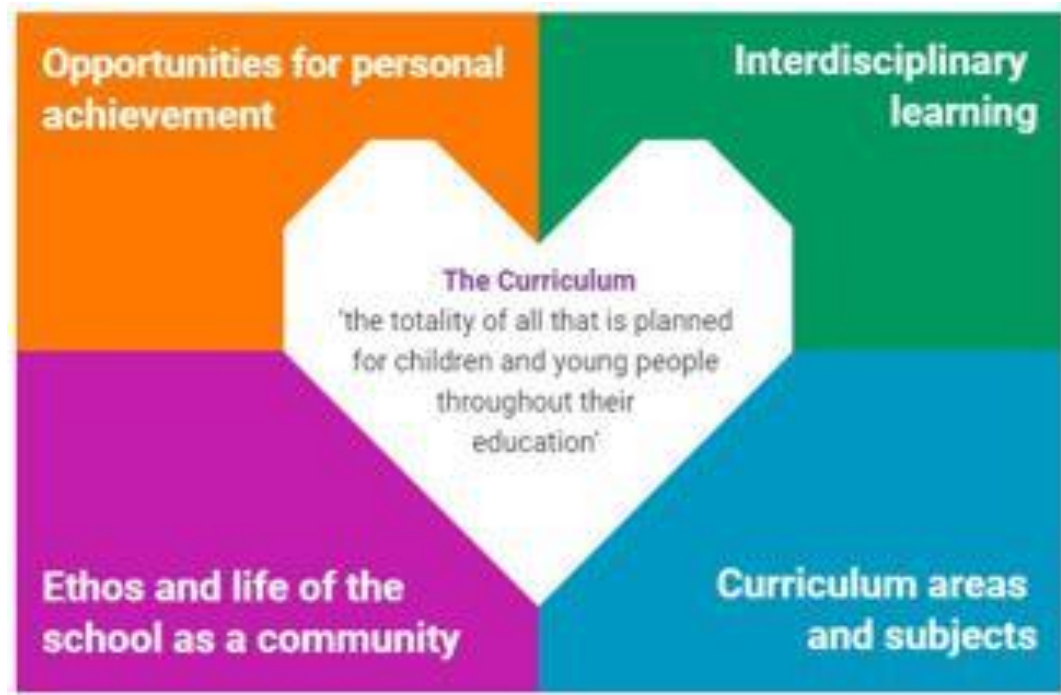 Opportunities for personal
achievement
Interdisciplinary
learning
The Curriculum
'the totality of all that is planned
for children and young people
throughout their
education'
Ethos and life of the
school as a community
Curriculum areas
and subjects